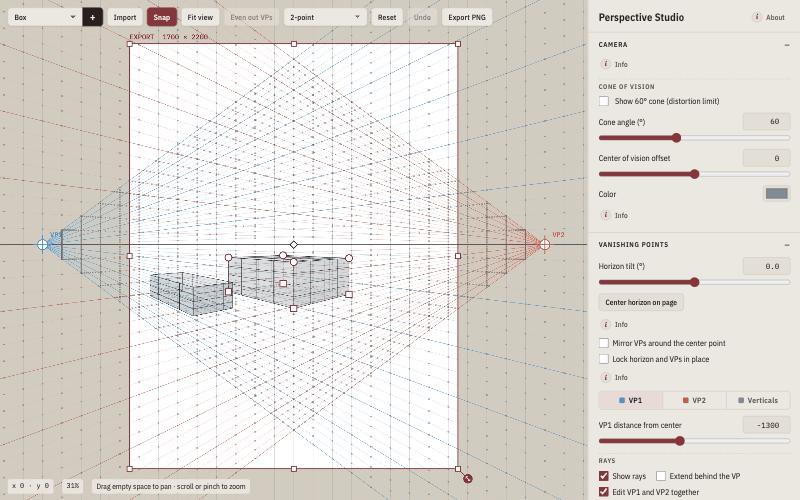 Box
+
Import
Snap
Fit view
Even out VPs
2-point
Reset
Undo
Export PNG
EXPORT 1700 × 2200
VP2
x 0 · y 0
31%
Drag empty space to pan · scroll or pinch to zoom
Perspective Studio
i About
CAMERA
i Info
CONE OF VISION
Show 60° cone (distortion limit)
Cone angle (°)
60
Center of vision offset
0
Color
i Info
VANISHING POINTS
Horizon tilt (°)
0.0
Center horizon on page
i Info
Mirror VPs around the center point
Lock horizon and VPs in place
i Info
VP1
VP2
Verticals
VP1 distance from center
-1300
RAYS
Show rays
Extend behind the VP
Edit VP1 and VP2 together